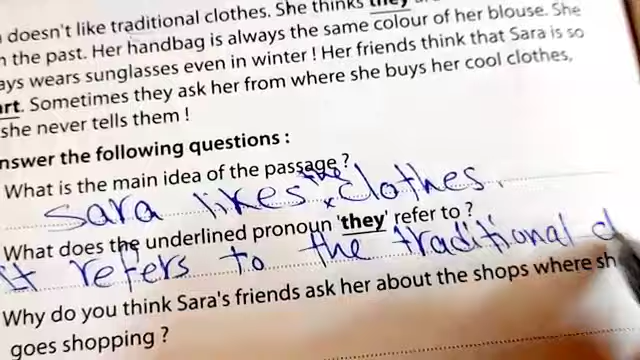 doesn't like traditional clothes. She thinks they
the past. Her handbag is always the same colour of her blouse. She
ays wears sunglasses even in winter ! Her friends think that Sara is so
rt. Sometimes they ask her from where she buys her cool clothes,
she never tells them !
nswer the following questions :
What is the main idea of the passage ?
the
Sara likes x clothes.
What does the underlined pronoun 'they' refer to ?
It refers to the traditional cl
Why do you think Sara's friends ask her about the shops where sh
goes shopping ?